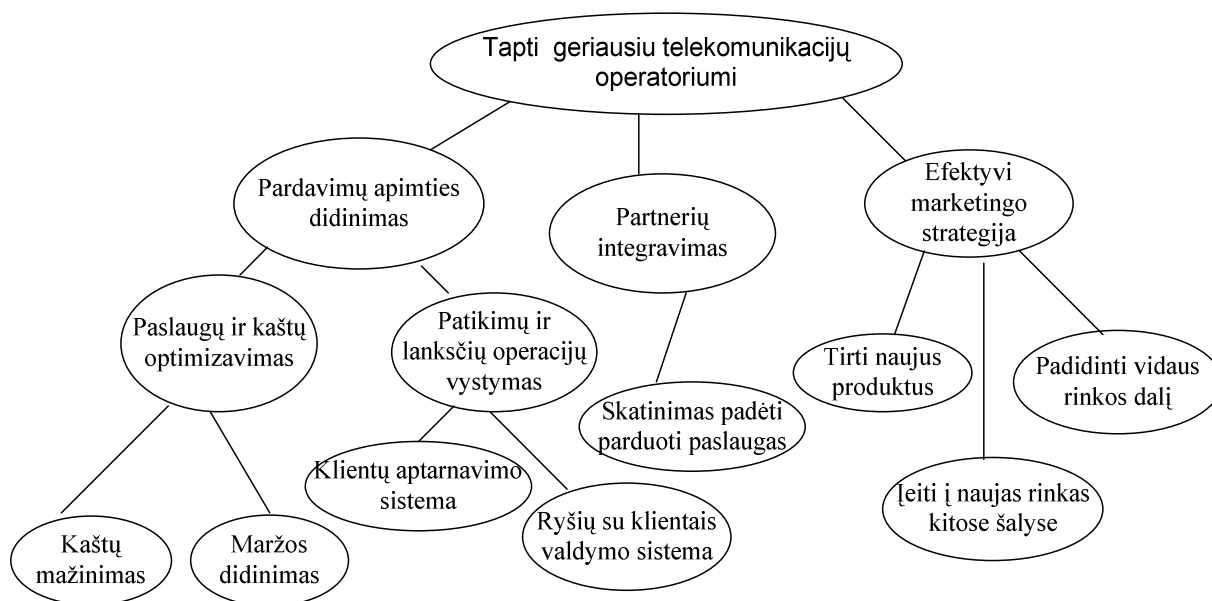 Tapti geriausiu telekomunikacijų
operatoriumi
Pardavimų apimties
didinimas
Partnerių
integravimas
Efektyvi
marketingo
strategija
Paslaugų ir kaštų
optimizavimas
Patikimų ir
lanksčių operacijų
vystymas
Tirti naujus
produktus
Padidinti vidaus
rinkos dalį
Skatinimas padėti
parduoti paslaugas
Klientų aptarnavimo
sistema
Įeiti į naujas rinkas
kitose šalyse
Ryšių su klientais
valdymo sistema
Kaštų
mažinimas
Maržos
didinimas